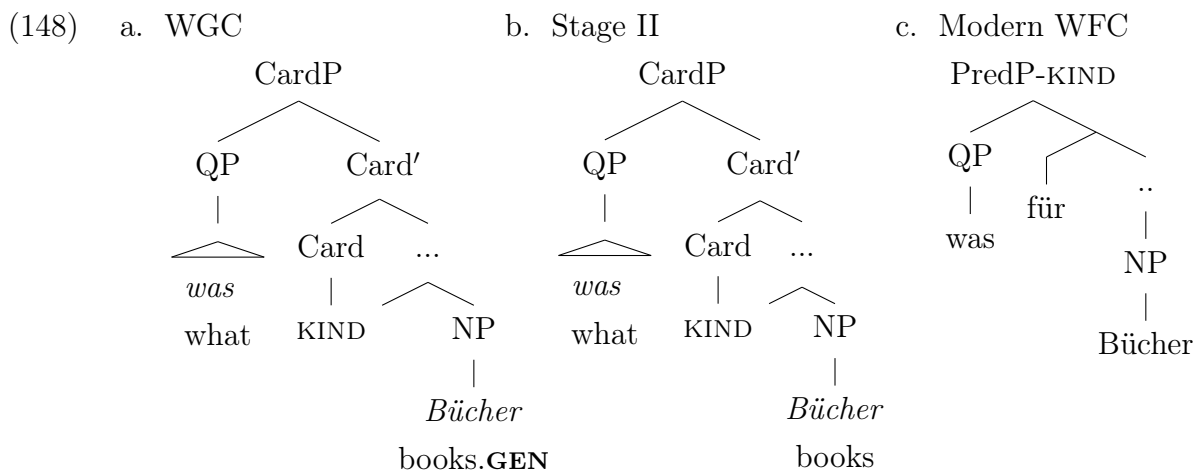 (148) a. WGC b. Stage II c. Modern WFC
CardP CardP PredP-KIND
QP Card′ QP Card′ QP für ..
Card ... Card ... was NP
was KIND NP was KIND NP Bücher
what what
Bücher Bücher
books.GEN books